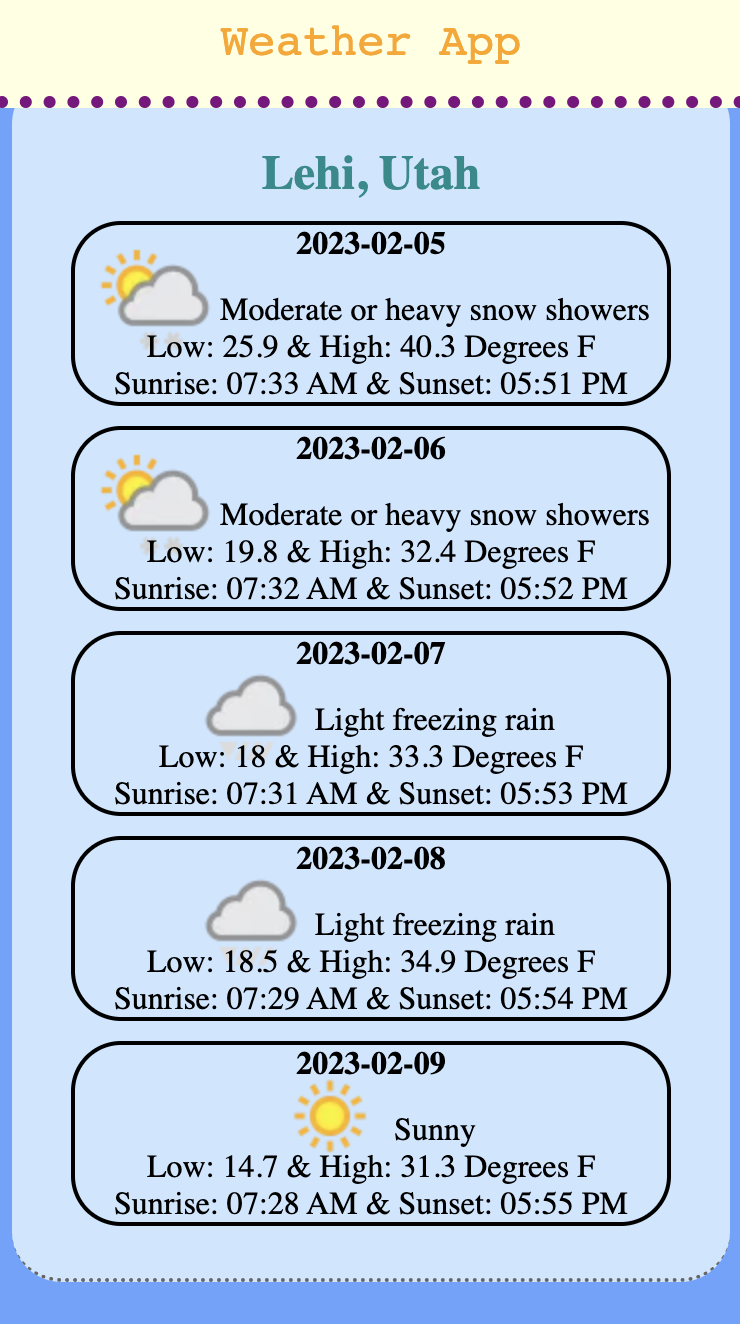 Weather App
Lehi, Utah
2023-02-05
Moderate or heavy snow showers
Low: 25.9 & High: 40.3 Degrees F
Sunrise: 07:33 AM & Sunset: 05:51 PM
2023-02-06
Moderate or heavy snow showers
Low: 19.8 & High: 32.4 Degrees F
Sunrise: 07:32 AM & Sunset: 05:52 PM
2023-02-07
Light freezing rain
Low: 18 & High: 33.3 Degrees F
Sunrise: 07:31 AM & Sunset: 05:53 PM
2023-02-08
Light freezing rain
Low: 18.5 & High: 34.9 Degrees F
Sunrise: 07:29 AM & Sunset: 05:54 PM
2023-02-09
Sunny
Low: 14.7 & High: 31.3 Degrees F
Sunrise: 07:28 AM & Sunset: 05:55 PM